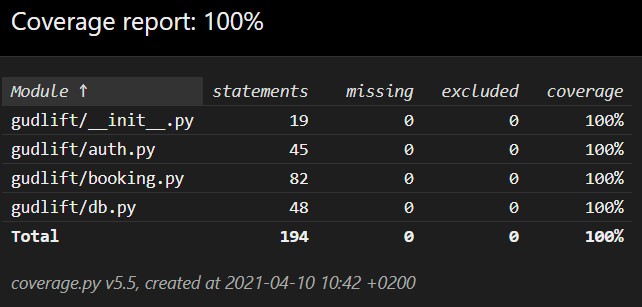 Coverage report: 100%
Module ↑ statements missing excluded coverage
gudlift/__init__.py 19 0 0 100%
gudlift/auth.py 45 0 0 100%
gudlift/booking.py 82 0 0 100%
gudlift/db.py 48 0 0 100%
Total 194 0 0 100%
coverage.py v5.5, created at 2021-04-10 10:42 +0200